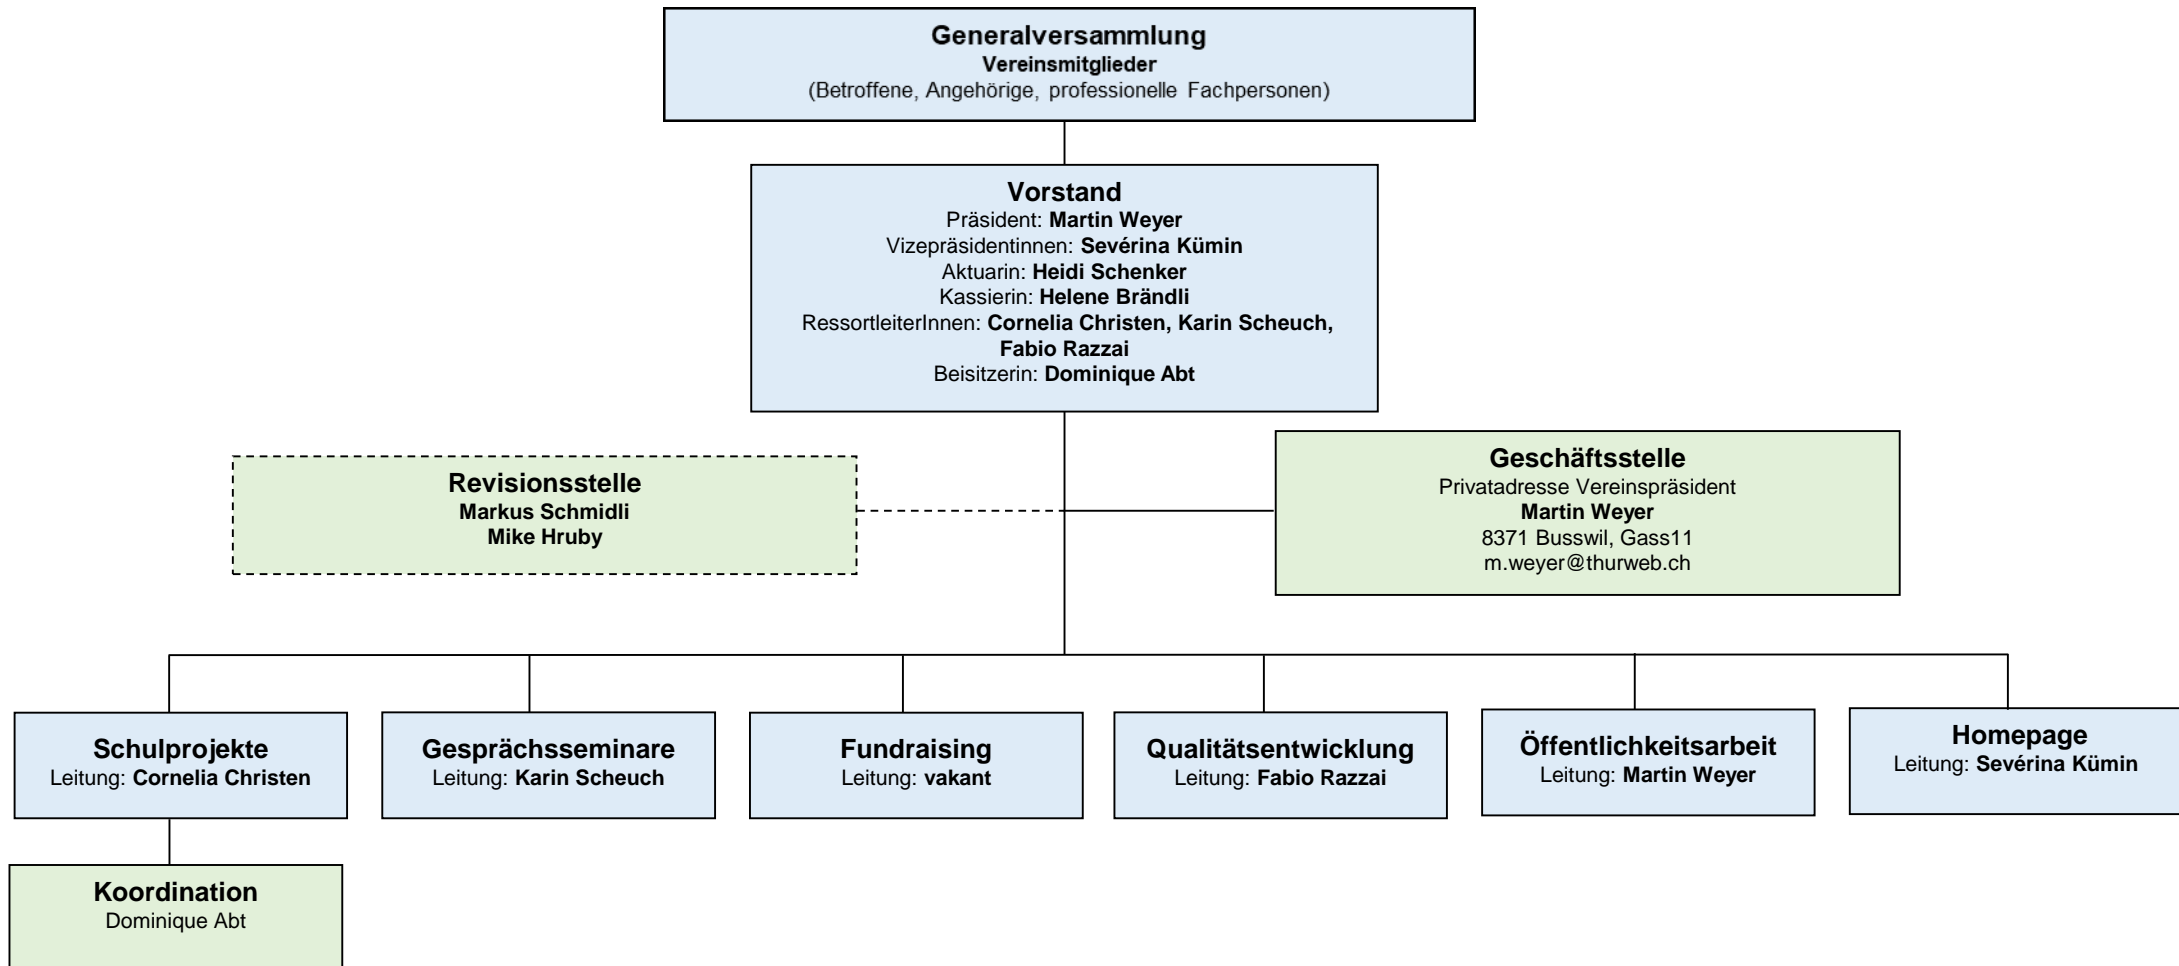 Generalversammlung
Vereinsmitglieder
(Betroffene, Angehörige, professionelle Fachpersonen)
Vorstand
Präsident: Martin Weyer
Vizepräsidentinnen: Sevérina Kümin
Aktuarin: Heidi Schenker
Kassierin: Helene Brändli
RessortleiterInnen: Cornelia Christen, Karin Scheuch,
Fabio Razzai
Beisitzerin: Dominique Abt
Revisionsstelle
Markus Schmidli
Mike Hruby
Geschäftsstelle
Privatadresse Vereinspräsident
Martin Weyer
8371 Busswil, Gass11
m.weyer@thurweb.ch
Schulprojekte
Leitung: Cornelia Christen
Gesprächsseminare
Leitung: Karin Scheuch
Fundraising
Leitung: vakant
Qualitätsentwicklung
Leitung: Fabio Razzai
Öffentlichkeitsarbeit
Leitung: Martin Weyer
Homepage
Leitung: Sevérina Kümin
Koordination
Dominique Abt